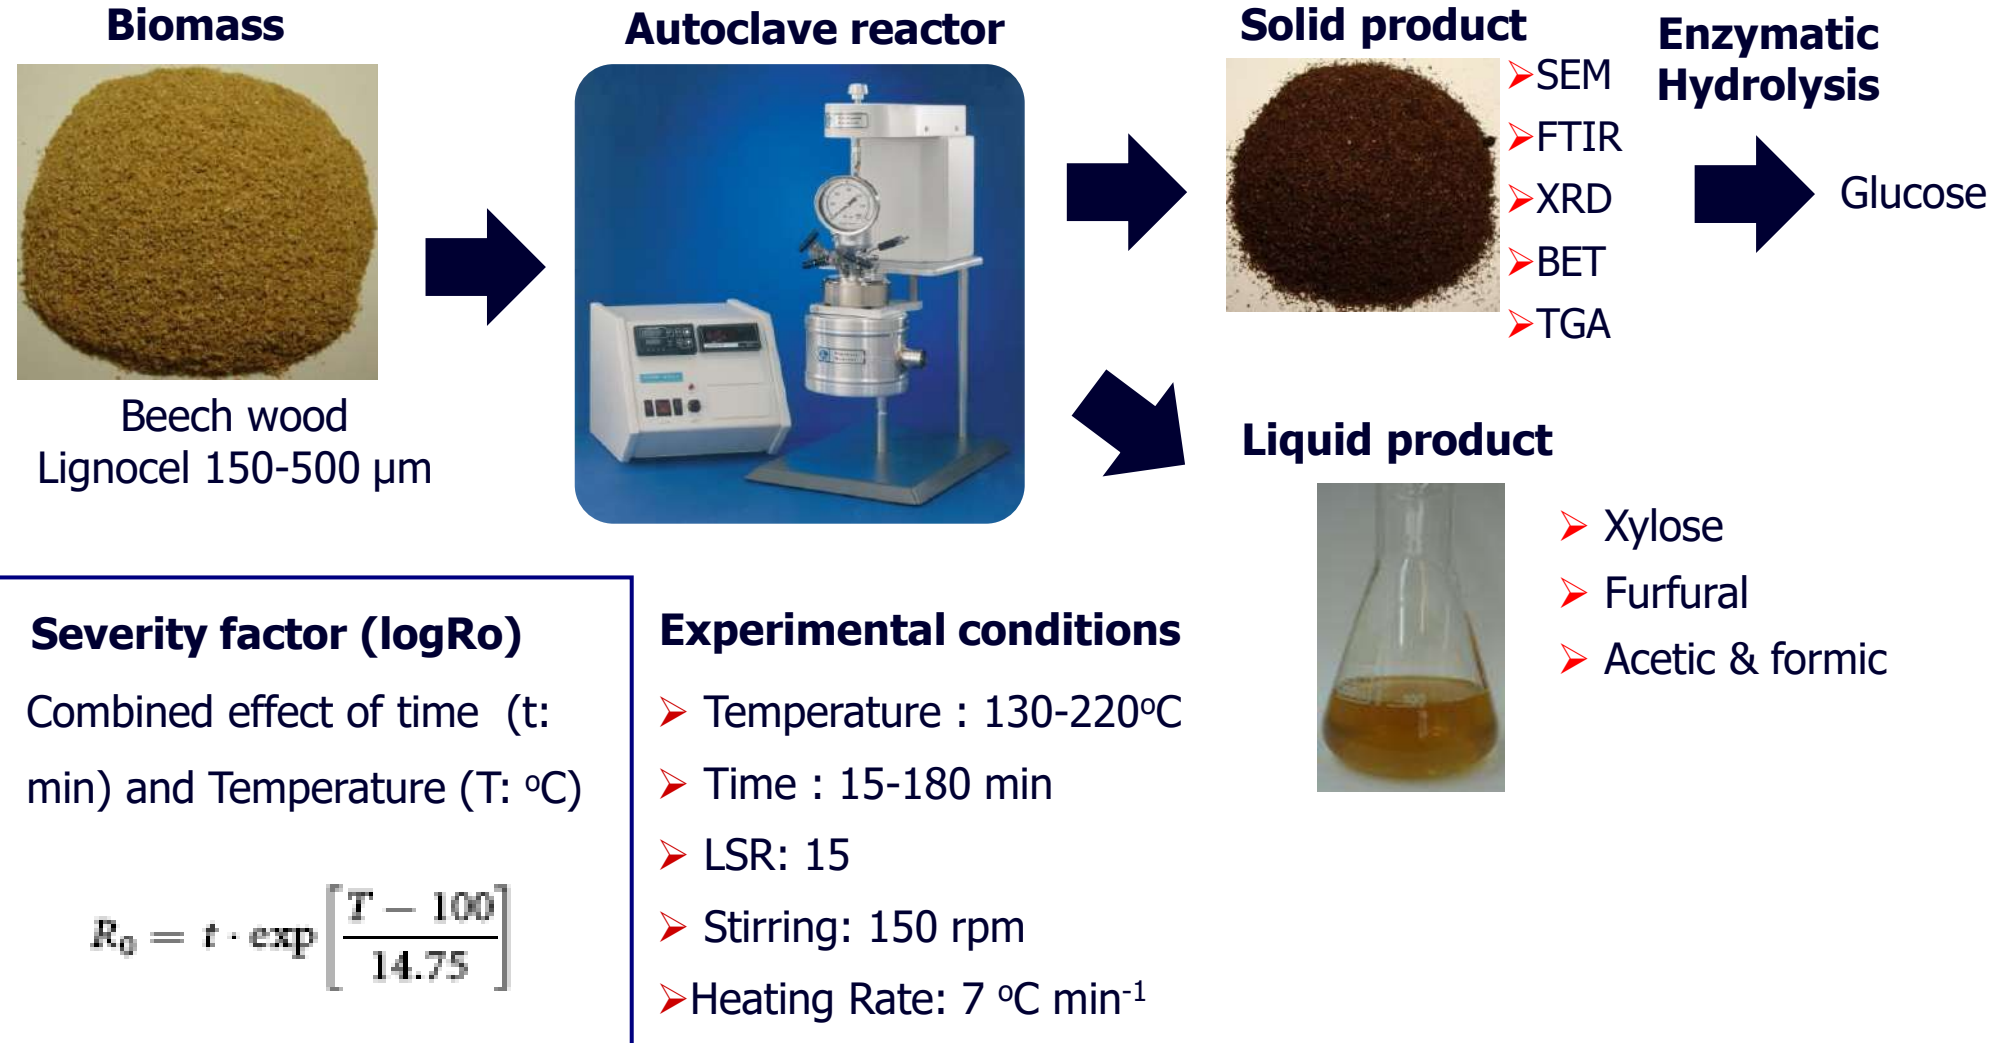 Biomass
Beech wood
Lignocel 150-500 μm
Autoclave reactor
Solid product
➢SEM
➢FTIR
➢XRD
➢BET
➢TGA
Enzymatic
Hydrolysis
Glucose
Liquid product
➢ Xylose
➢ Furfural
➢ Acetic & formic
Severity factor (logRo)
Combined effect of time (t:
min) and Temperature (T: ºC)
R₀ = t · exp[(T − 100)/14.75]
Experimental conditions
➢ Temperature : 130-220ºC
➢ Time : 15-180 min
➢ LSR: 15
➢ Stirring: 150 rpm
➢Heating Rate: 7 ºC min⁻¹